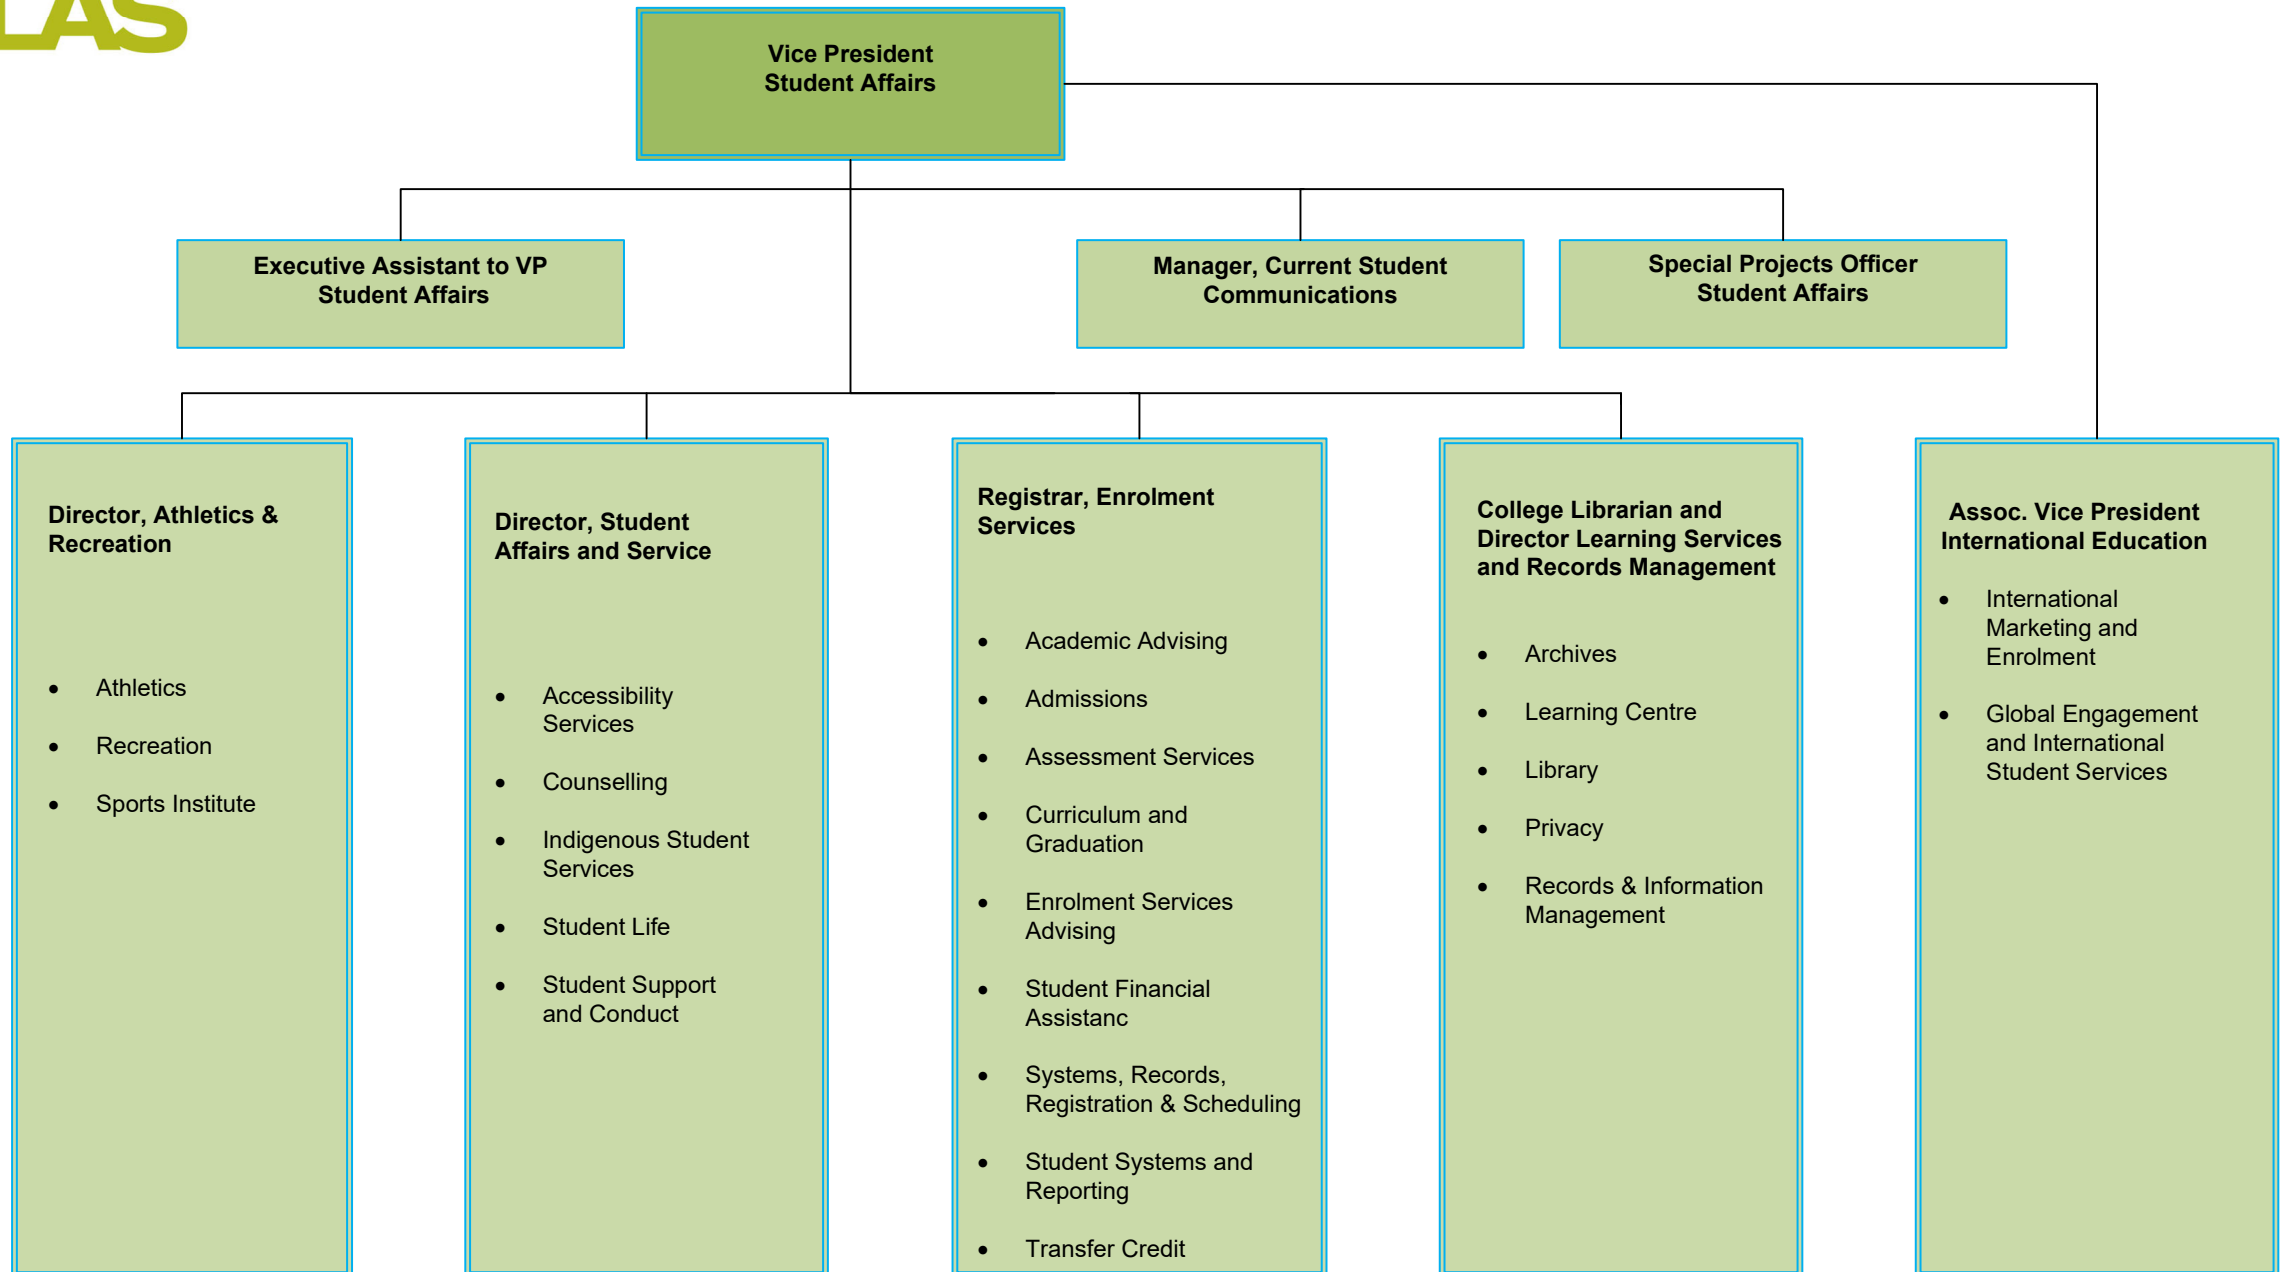 LAS
Vice President
Student Affairs
Executive Assistant to VP
Student Affairs
Manager, Current Student
Communications
Special Projects Officer
Student Affairs
Director, Athletics &
Recreation
• Athletics
• Recreation
• Sports Institute
Director, Student
Affairs and Service
• Accessibility
Services
• Counselling
• Indigenous Student
Services
• Student Life
• Student Support
and Conduct
Registrar, Enrolment
Services
• Academic Advising
• Admissions
• Assessment Services
• Curriculum and
Graduation
• Enrolment Services
Advising
• Student Financial
Assistanc
• Systems, Records,
Registration & Scheduling
• Student Systems and
Reporting
• Transfer Credit
College Librarian and
Director Learning Services
and Records Management
• Archives
• Learning Centre
• Library
• Privacy
• Records & Information
Management
Assoc. Vice President
International Education
• International
Marketing and
Enrolment
• Global Engagement
and International
Student Services